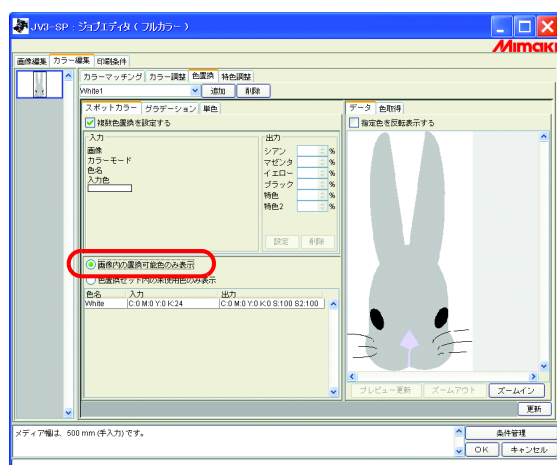 JV3-SP : ジョブエディタ ( フルカラー )
Mimaki
画像編集 カラー編集 印刷条件
カラーマッチング カラー調整 色置換 特色調整
White1 追加 削除
スポットカラー グラデーション 単色
データ 色取得
複数色置換を設定する
指定色を反転表示する
入力
画像
カラーモード
色名
入力色
出力
シアン %
マゼンタ %
イエロー %
ブラック %
特色 %
特色2 %
設定 削除
画像内の置換可能色のみ表示
色置換セット内の未使用色のみ表示
色名 入力 出力
White C:0 M:0 Y:0 K:24 C:0 M:0 Y:0 K:0 S:100 S2:100
プレビュー更新 ズームアウト ズームイン
更新
メディア幅は、500 mm (手入力) です。
条件管理
OK キャンセル